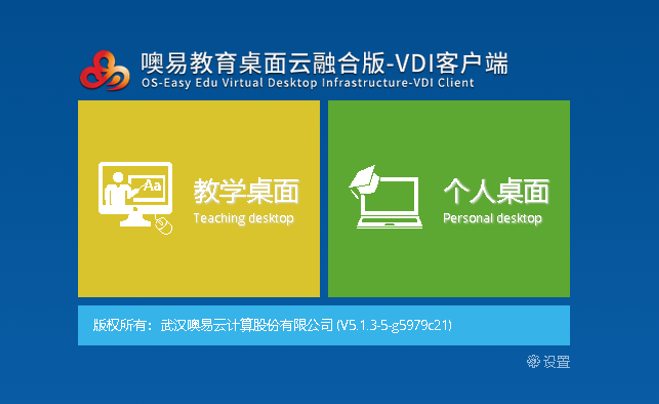 噢易教育桌面云融合版-VDI客户端
OS-Easy Edu Virtual Desktop Infrastructure-VDI Client
Aa
教学桌面
Teaching desktop
个人桌面
Personal desktop
版权所有：武汉噢易云计算股份有限公司 (V5.1.3-5-g5979c21)
设置